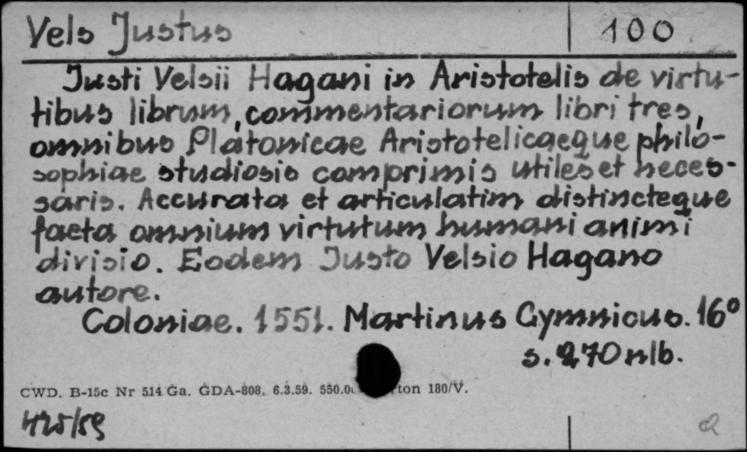 Vels Justus 100
Justi Velsii Hagani in Aristotelis de virtu-
tibus librum, commentariorum libri tres,
omnibus Platonicae Aristotelicaeque philo-
sophiae studiosis comprimis utiles et neces-
saris. Accurata et articulatim distincteque
facta omnium virtutum humani animi
divisio. Eodem Justo Velsio Hagano
autore.
Coloniae. 1551. Martinus Gymnicus. 16°
s. 270 nlb.
CWD. B-15c Nr 514 Ga. GDA-808. 6.3.59. 550.0 ton 180/V.
425/59